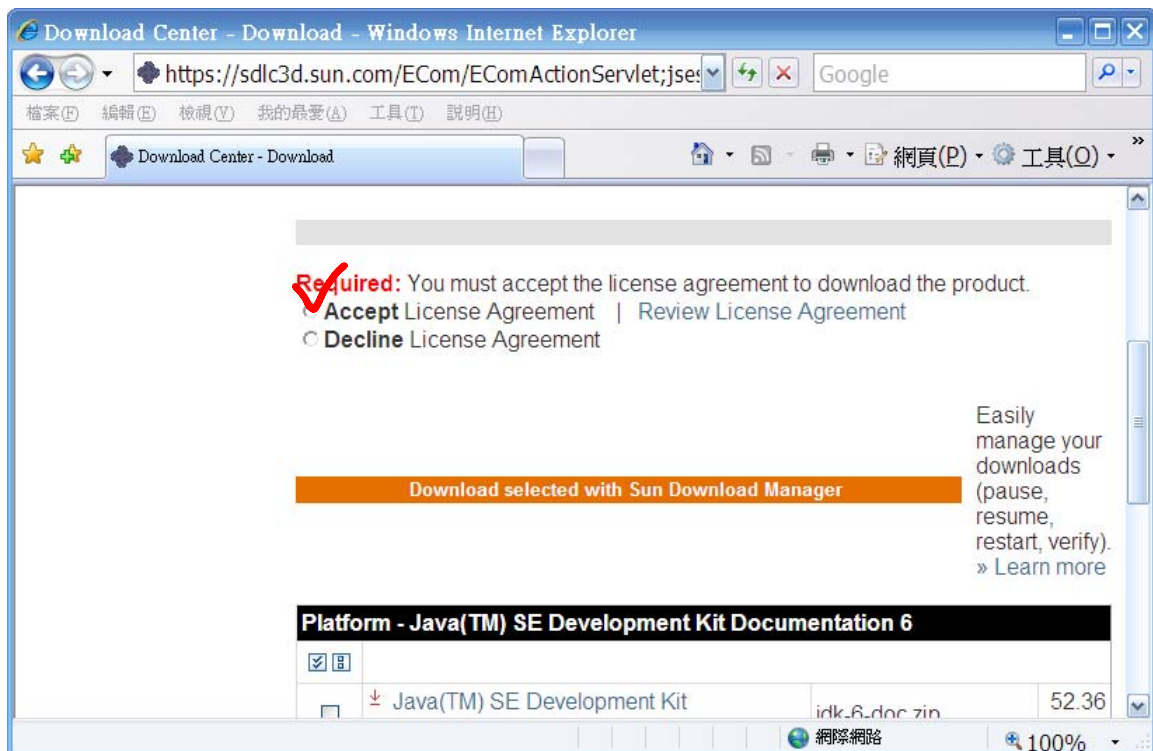 Download Center - Download - Windows Internet Explorer
https://sdlc3d.sun.com/ECom/EComActionServlet;jses
Google
檔案(F) 編輯(E) 檢視(V) 我的最愛(A) 工具(T) 說明(H)
Download Center - Download
網頁(P)
工具(O)
»
Required: You must accept the license agreement to download the product.
Accept License Agreement | Review License Agreement
Decline License Agreement
Download selected with Sun Download Manager
Easily
manage your
downloads
(pause,
resume,
restart, verify).
» Learn more
Platform - Java(TM) SE Development Kit Documentation 6
Java(TM) SE Development Kit
jdk-6-doc.zip
52.36
網際網路
100%